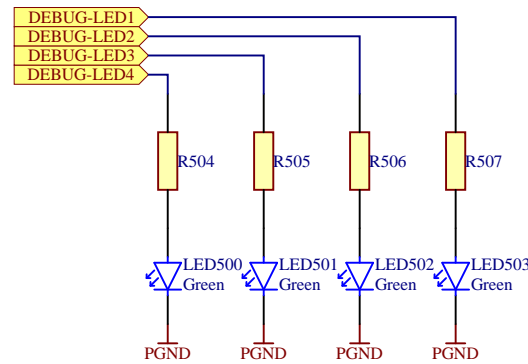 DEBUG-LED1
DEBUG-LED2
DEBUG-LED3
DEBUG-LED4
R504 R505 R506 R507
LED500 LED501 LED502 LED503
Green Green Green Green
PGND PGND PGND PGND